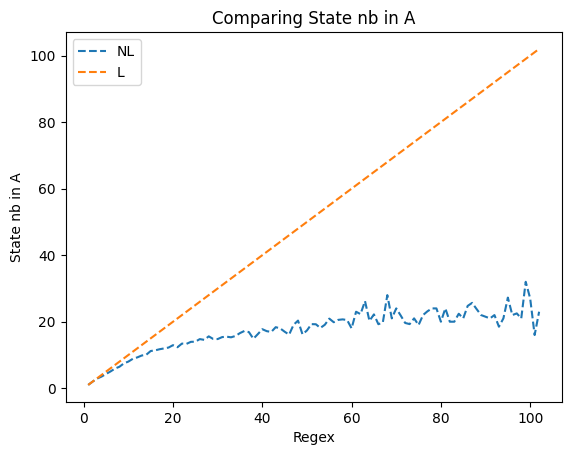 Comparing State nb in A
NL
L
State nb in A
100
80
60
40
20
0
0 20 40 60 80 100
Regex